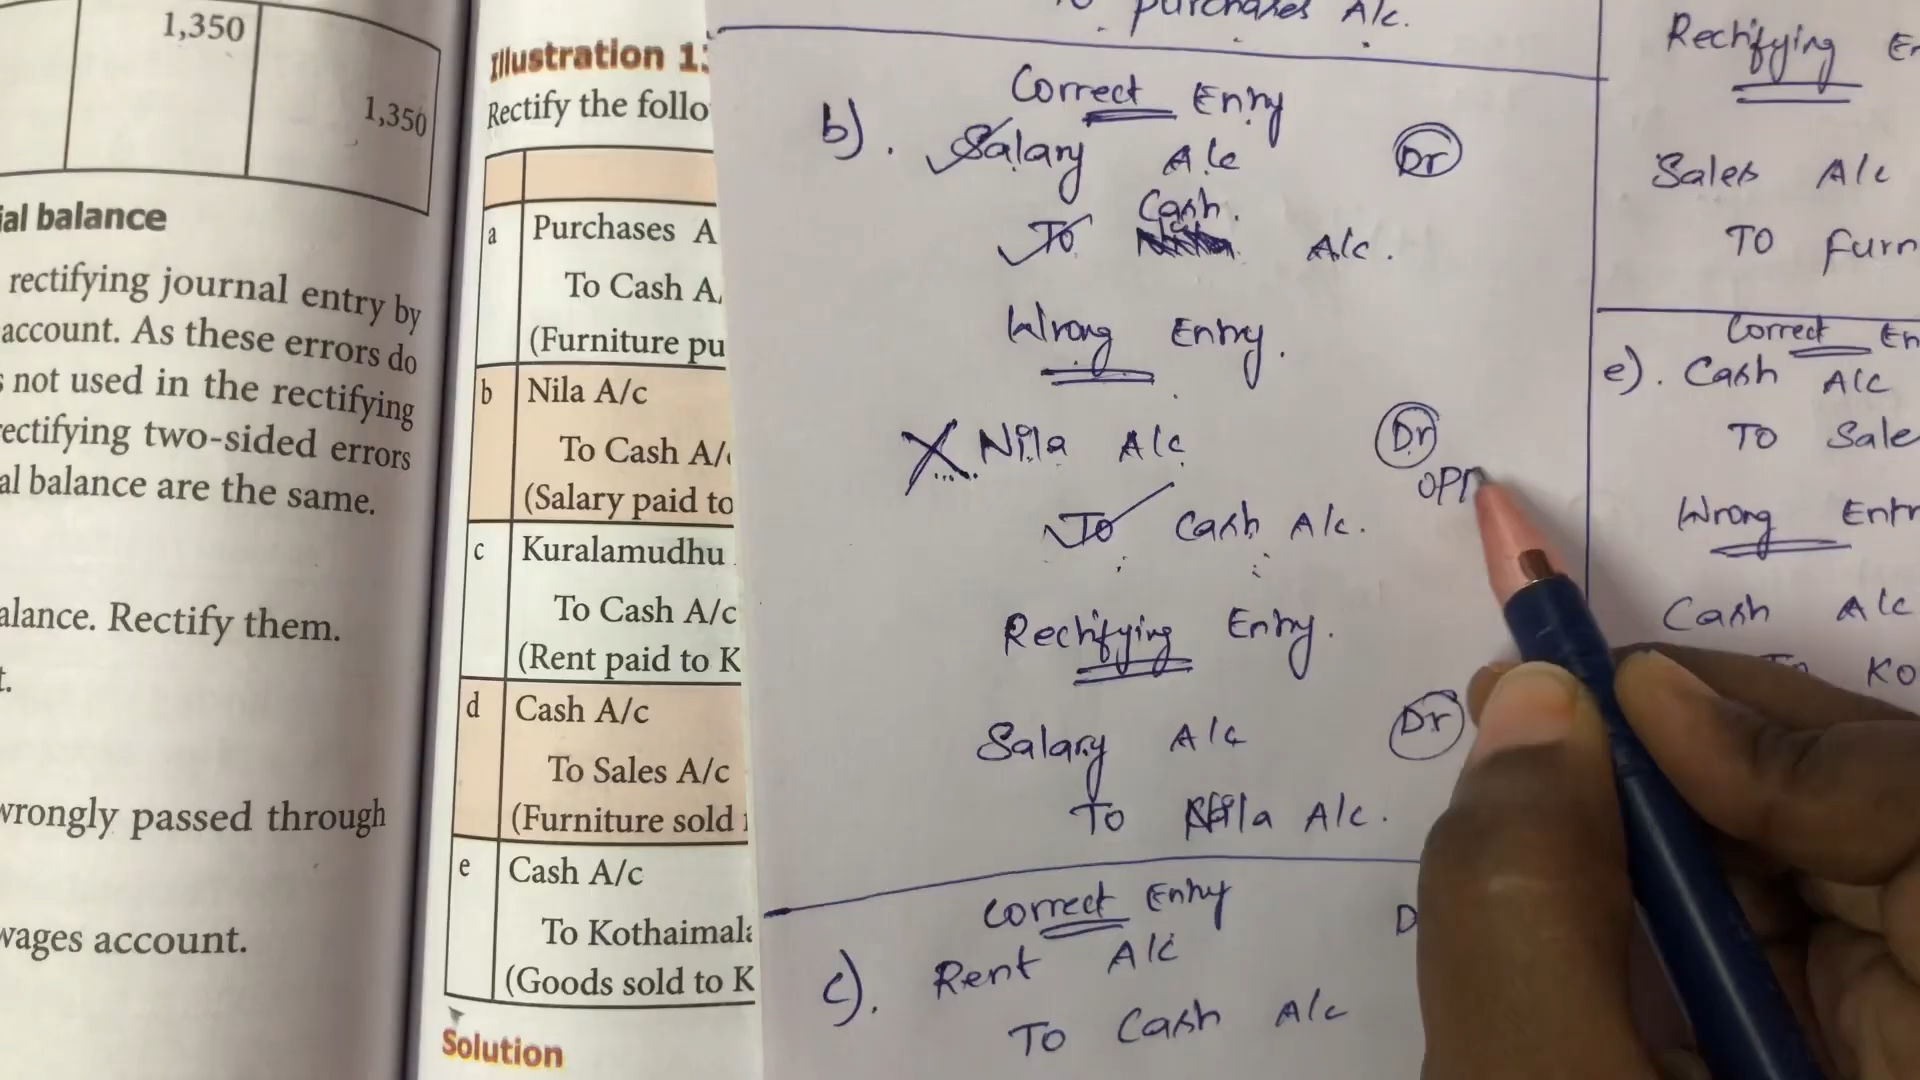 1,350
1,350
ial balance
rectifying journal entry by
account. As these errors do
not used in the rectifying
ectifying two-sided errors
al balance are the same.
alance. Rectify them.
t.
wrongly passed through
wages account.
Illustration 1
Rectify the follo
a Purchases A
To Cash A
(Furniture pu
b Nila A/c
To Cash A/
(Salary paid to
c Kuralamudhu
To Cash A/c
(Rent paid to K
d Cash A/c
To Sales A/c
(Furniture sold
e Cash A/c
To Kothaimala
(Goods sold to K
Solution
To purchases A/c.
Correct Entry
b). Salary A/c Dr
Cash.
To A/c.
Wrong Entry.
Nila A/c Dr
opp
To Cash A/c.
Rectifying Entry.
Salary A/c Dr
To Nila A/c.
Correct Entry
c). Rent A/c D
To Cash A/c
Rectifying En
Sales A/c
To Furn
Correct En
e). Cash A/c
To Sale
Wrong Entr
Cash A/c
To Ko